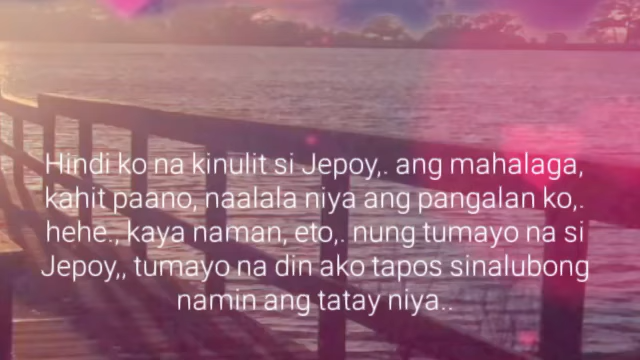 Hindi ko na kinulit si Jepoy,. ang mahalaga,
kahit paano, naalala niya ang pangalan ko,.
hehe., kaya naman, eto,. nung tumayo na si
Jepoy,, tumayo na din ako tapos sinalubong
namin ang tatay niya..